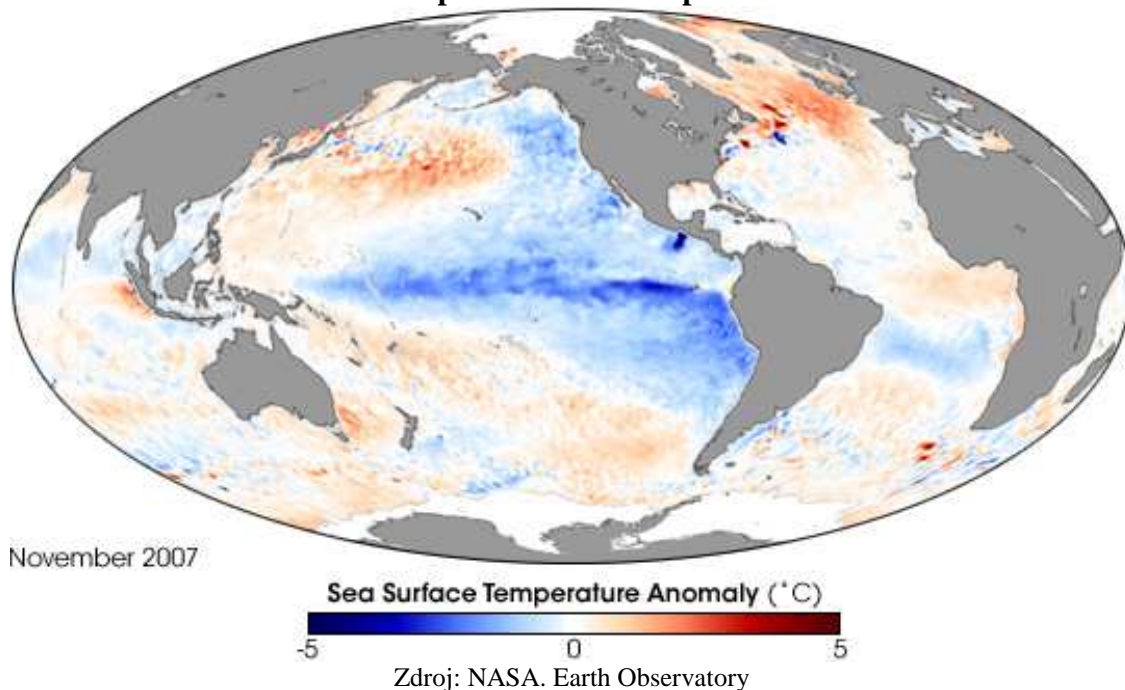 November 2007
Sea Surface Temperature Anomaly (°C)
-5 0 5
Zdroj: NASA. Earth Observatory